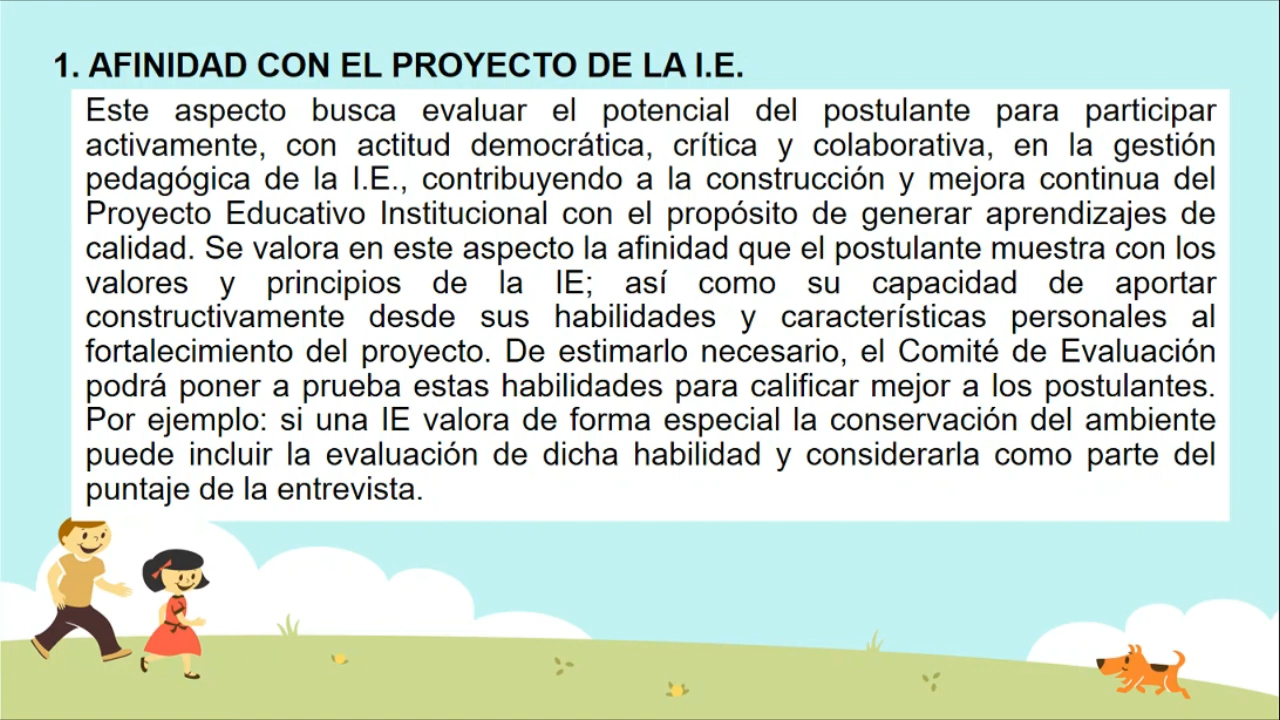 1. AFINIDAD CON EL PROYECTO DE LA I.E.
Este aspecto busca evaluar el potencial del postulante para participar
activamente, con actitud democrática, crítica y colaborativa, en la gestión
pedagógica de la I.E., contribuyendo a la construcción y mejora continua del
Proyecto Educativo Institucional con el propósito de generar aprendizajes de
calidad. Se valora en este aspecto la afinidad que el postulante muestra con los
valores y principios de la IE; así como su capacidad de aportar
constructivamente desde sus habilidades y características personales al
fortalecimiento del proyecto. De estimarlo necesario, el Comité de Evaluación
podrá poner a prueba estas habilidades para calificar mejor a los postulantes.
Por ejemplo: si una IE valora de forma especial la conservación del ambiente
puede incluir la evaluación de dicha habilidad y considerarla como parte del
puntaje de la entrevista.